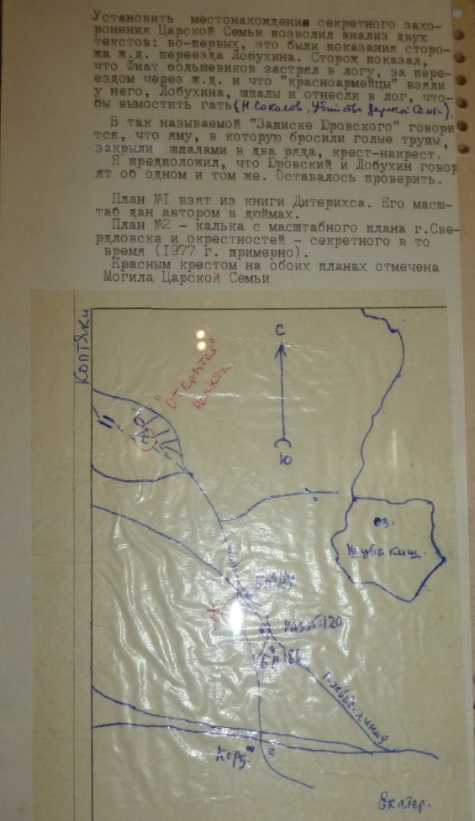 Установить местонахождение секретного захо-
ронения Царской Семьи позволил анализ двух
текстов: во-первых, это были показания сторо-
жа ж.д. переезда Лобухина. Сторож показал,
что Фиат большевиков застрял в логу, за пере-
ездом через ж.д. и что "красноармейцы" взяли
у него, Лобухина, шпалы и отнесли в лог, что-
бы вымостить гать (Н. Соколов, Убийство Царской Семьи).
В так называемой "Записке Юровского" говори
тся, что яму, в которую бросили голые трупы,
закрыли шпалами в два ряда, крест-накрест.
Я предположил, что Юровский и Лобухин говор
ят об одном и том же. Оставалось проверить.
План №1 взят из книги Дитерихса. Его масш-
таб дан автором в дюймах.
План №2 - калька с масштабного плана г.Све-
рдловска и окрестностей - секретного в то
время (1977 г. примерно).
Красным крестом на обоих планах отмечена
Могила Царской Семьи
Коптяки
"Открытая"
С
Ю
оз.
Шувакиш.
Екатер.